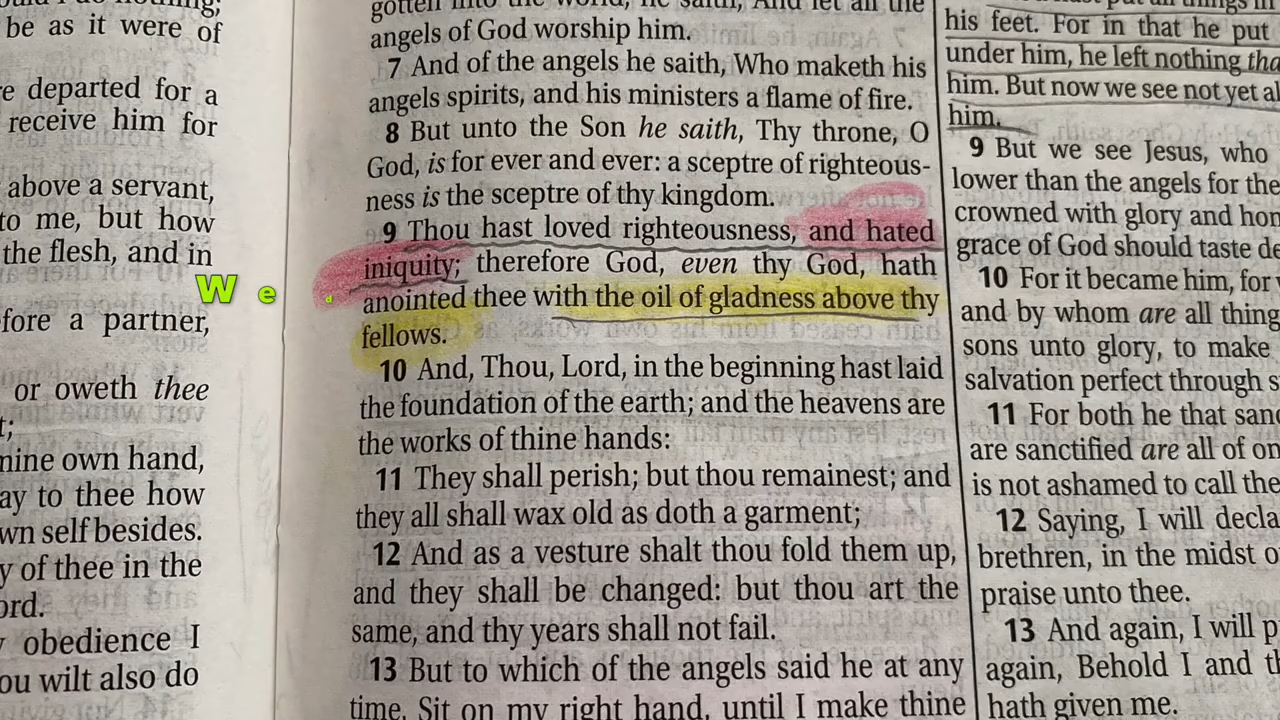 be as it were of
departed for a
receive him for
above a servant,
to me, but how
the flesh, and in
a partner,
or oweth thee
own hand,
to thee how
self besides.
of thee in the
obedience I
wilt also do
W e d
gotten into the world, he saith, And let all the
angels of God worship him.
7 And of the angels he saith, Who maketh his
angels spirits, and his ministers a flame of fire.
8 But unto the Son he saith, Thy throne, O
God, is for ever and ever: a sceptre of righteous-
ness is the sceptre of thy kingdom.
9 Thou hast loved righteousness, and hated
iniquity; therefore God, even thy God, hath
anointed thee with the oil of gladness above thy
fellows.
10 And, Thou, Lord, in the beginning hast laid
the foundation of the earth; and the heavens are
the works of thine hands:
11 They shall perish; but thou remainest; and
they all shall wax old as doth a garment;
12 And as a vesture shalt thou fold them up,
and they shall be changed: but thou art the
same, and thy years shall not fail.
13 But to which of the angels said he at any
time, Sit on my right hand, until I make thine
his feet. For in that he put
under him, he left nothing
him. But now we see not yet
him.
9 But we see Jesus, who
lower than the angels for the
crowned with glory and
grace of God should taste
10 For it became him, for
and by whom are all
sons unto glory, to make
salvation perfect through
11 For both he that
are sanctified are all of
is not ashamed to call
12 Saying, I will
brethren, in the midst
praise unto thee.
13 And again, I will
again, Behold I and
hath given me.